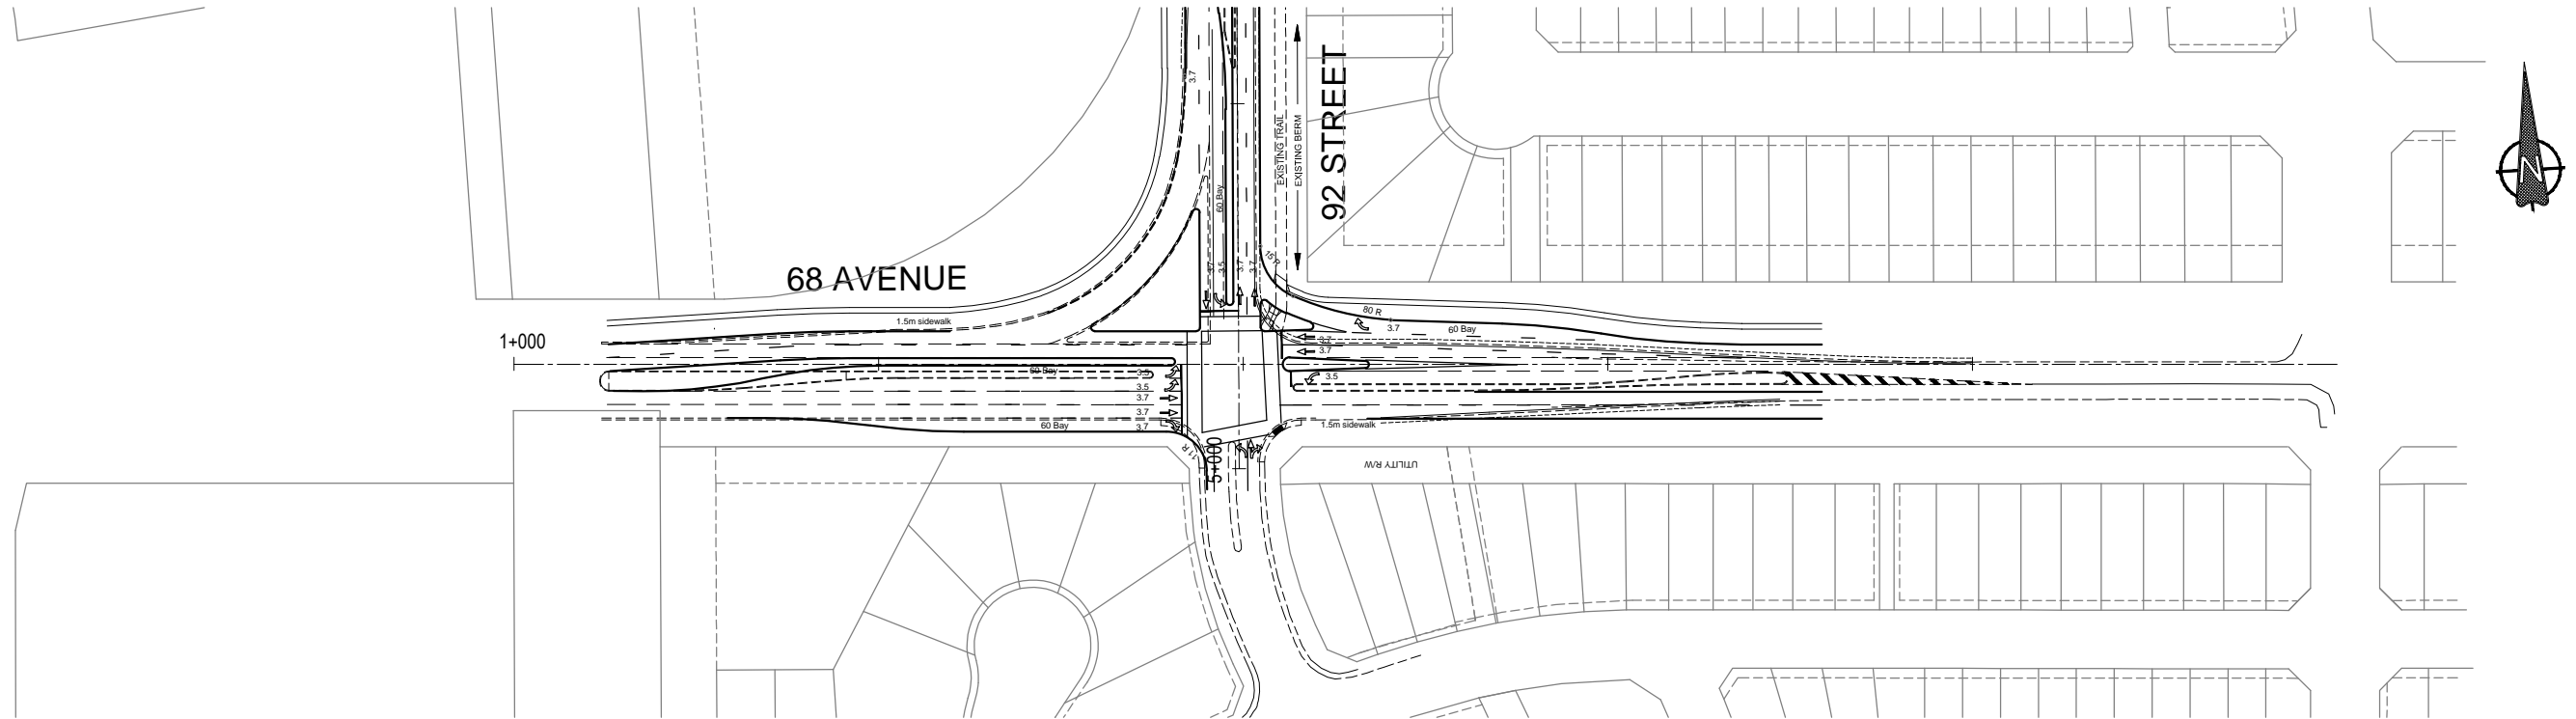 3.7
EXISTING TRAIL
EXISTING BERM
92 STREET
N
60 Bay
15 R
3.7
3.5
3.7
3.7
68 AVENUE
1.5m sidewalk
80 R
3.7
60 Bay
1+000
3.7
3.7
60 Bay
3.5
3.5
3.5
3.7
3.7
60 Bay
3.7
1.5m sidewalk
11 R
5+000
UTILITY R/W